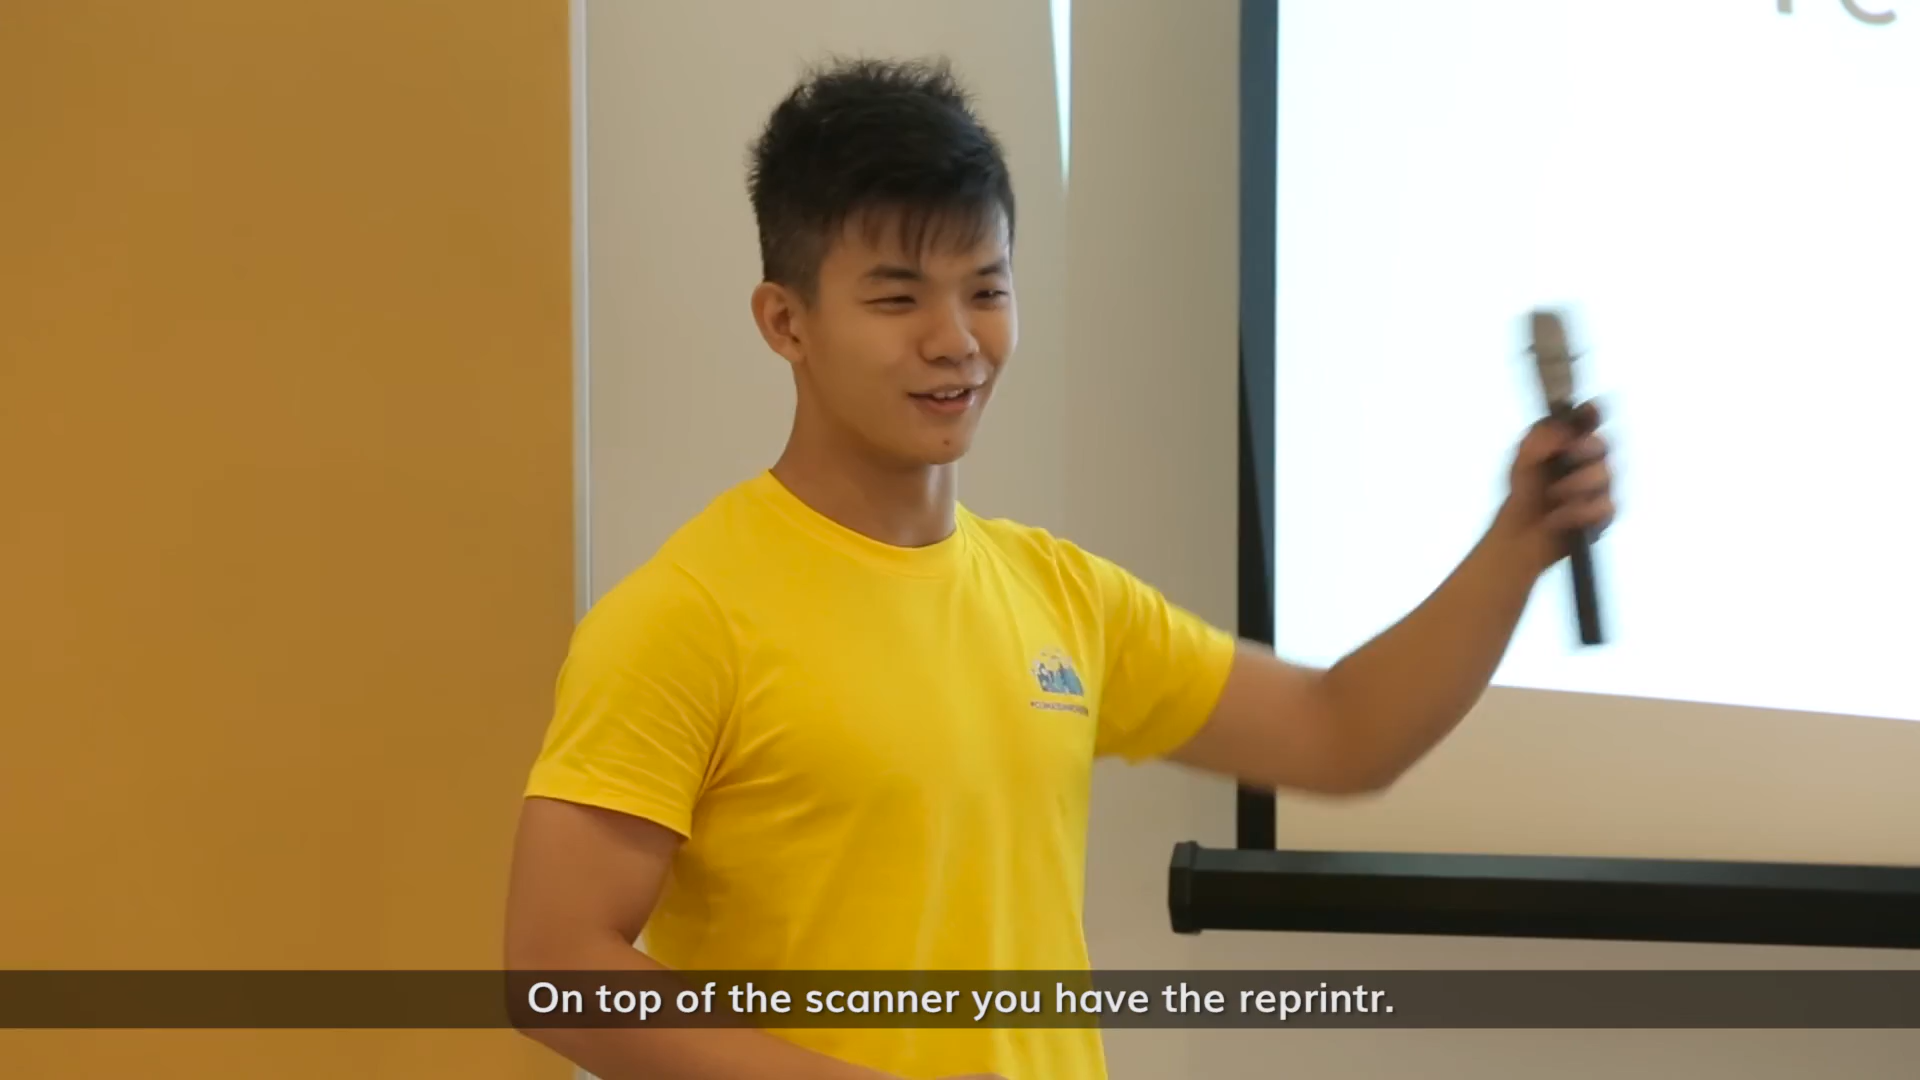 On top of the scanner you have the reprintr.